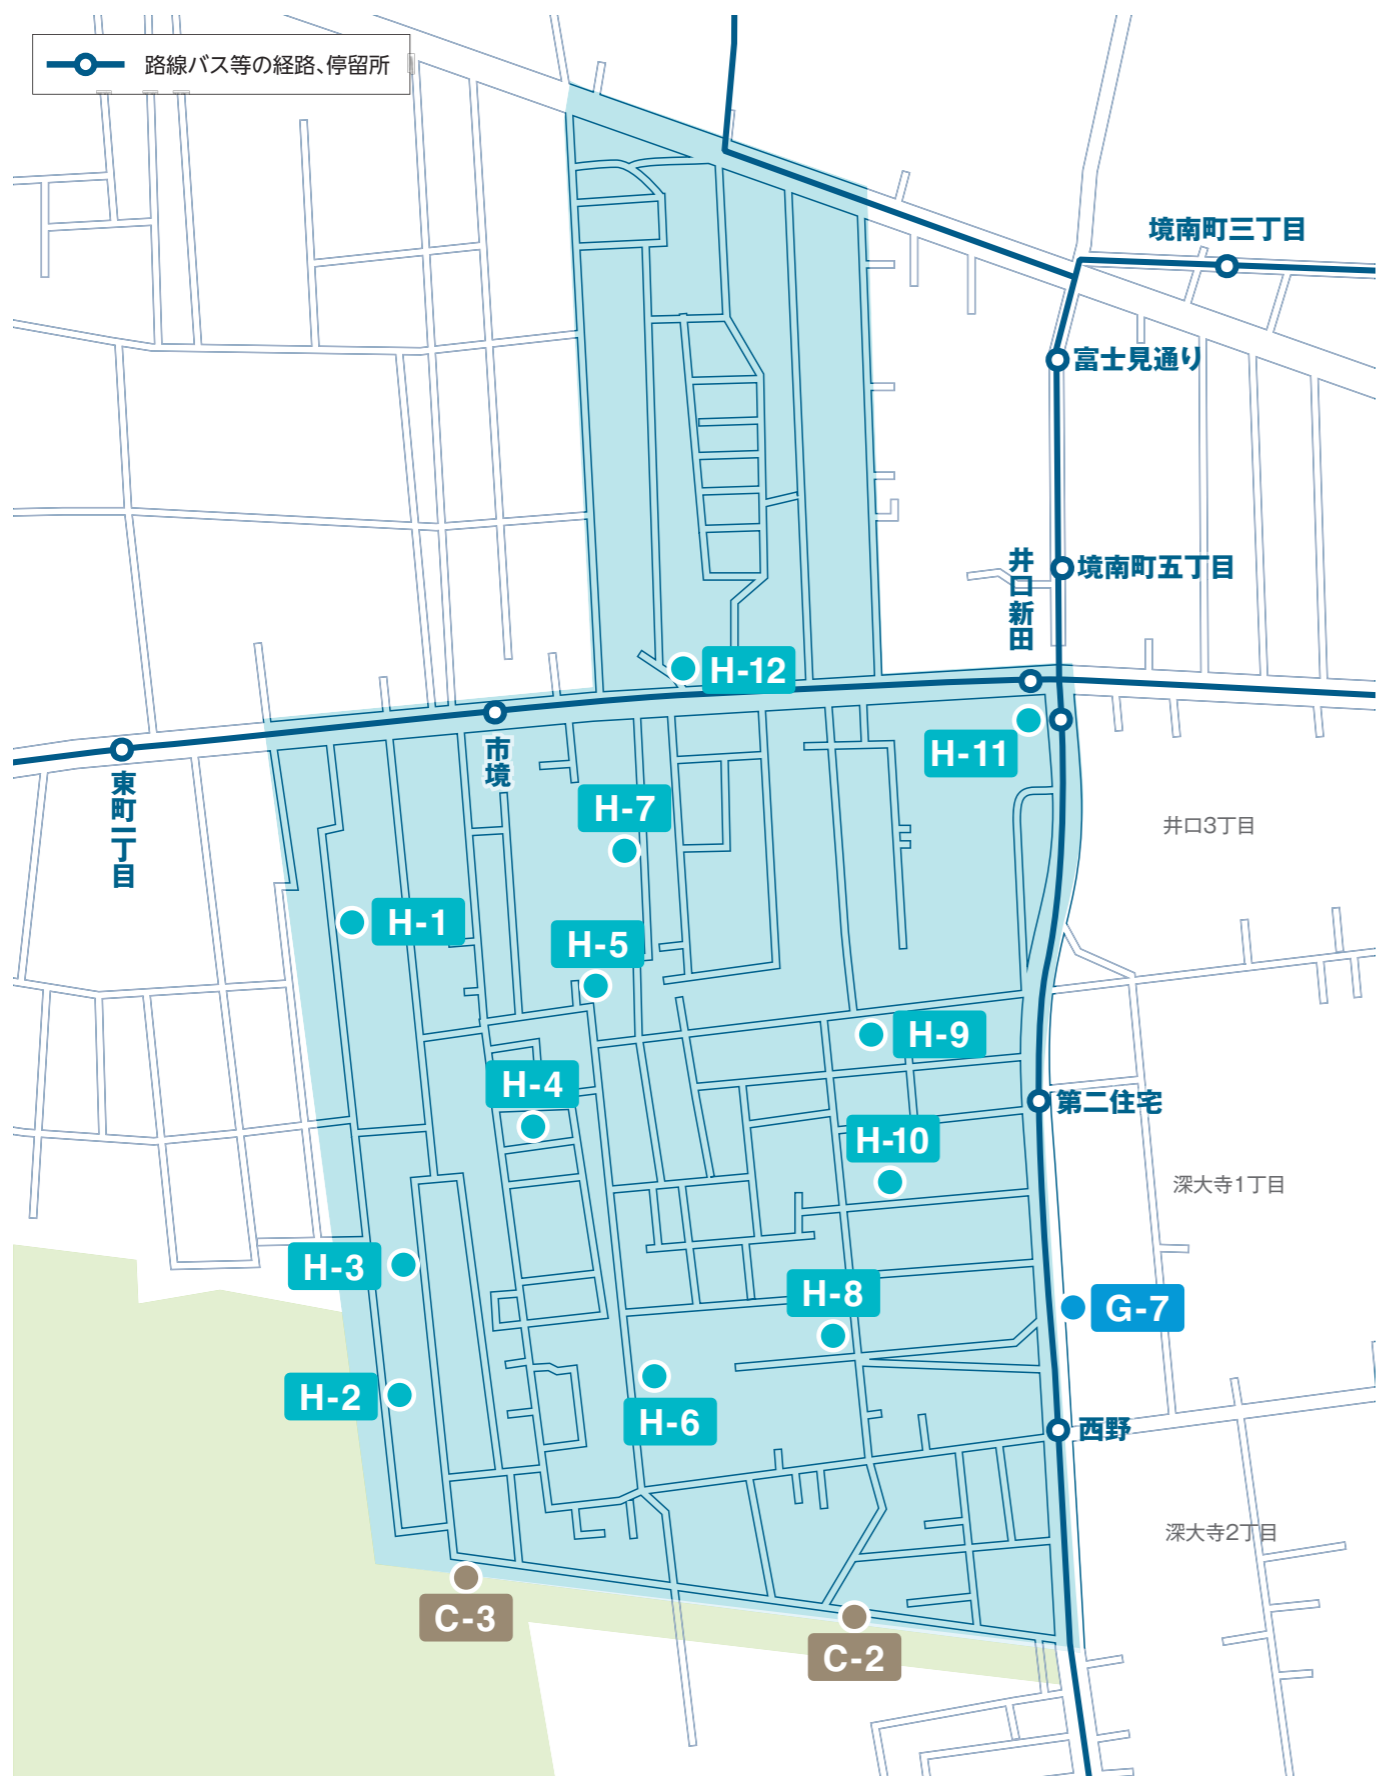 路線バス等の経路、停留所
境南町三丁目
富士見通り
境南町五丁目
井口新田
H-12
市境
H-11
東町一丁目
H-7
井口3丁目
H-1
H-5
H-9
H-4
第二住宅
H-10
深大寺1丁目
H-3
H-8
G-7
H-2
H-6
西野
深大寺2丁目
C-3
C-2